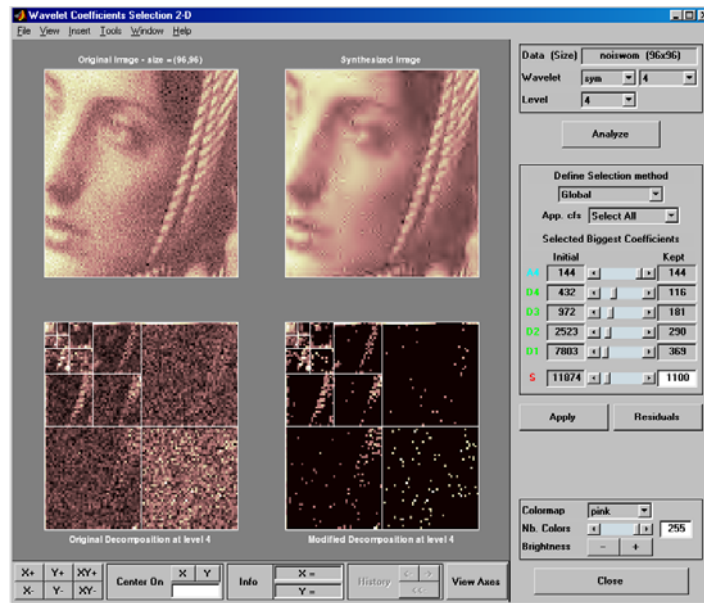 Wavelet Coefficients Selection 2-D
File View Insert Tools Window Help
Original Image - size = (96,96)
Synthesized Image
Data (Size) noiswom (96x96)
Wavelet sym 4
Level 4
Analyze
Define Selection method
Global
App. cfs Select All
Selected Biggest Coefficients
Initial Kept
A4 144 144
D4 432 116
D3 972 181
D2 2523 290
D1 7803 369
S 11874 1100
Apply Residuals
Original Decomposition at level 4
Modified Decomposition at level 4
Colormap pink
Nb. Colors 255
Brightness - +
X+ Y+ XY+
X- Y- XY-
Center On X Y
Info X =
Y =
History <- ->
<<-
View Axes
Close